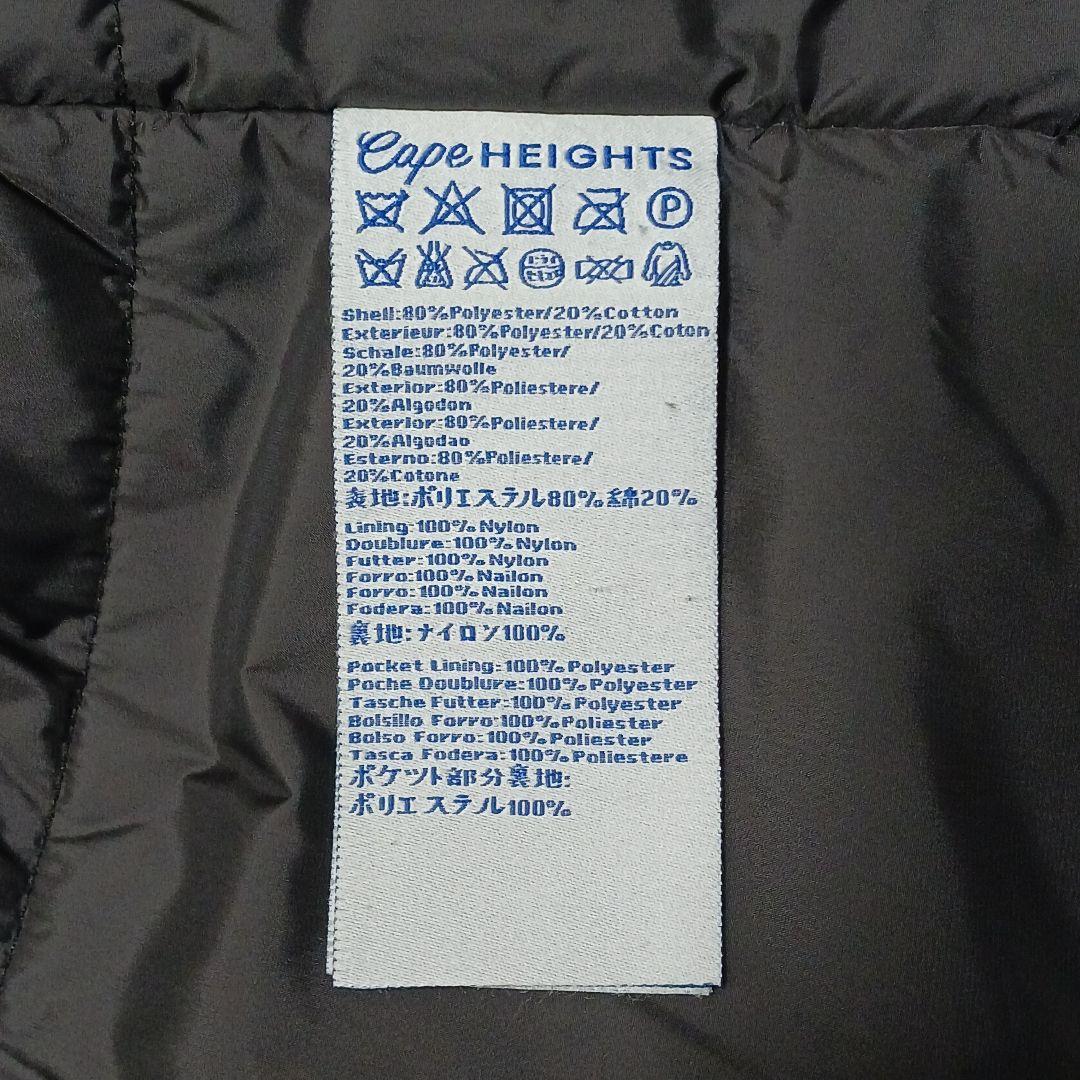 Cape HEIGHTS
P
Shell:80%Polyester/20%Cotton
Exterieur:80%Polyester/20%Coton
Schale:80%Polyester/
20%Baumwolle
Exterior:80%Poliestere/
20%Algodon
Exterior:80%Poliestere/
20%Algodao
Esterno:80%Poliestere/
20%Cotone
表地:ポリエステル80%綿20%
Lining:100%Nylon
Doublure:100%Nylon
Futter:100%Nylon
Forro:100%Nailon
Forro:100%Nailon
Fodera:100%Nailon
裏地:ナイロン100%
Pocket Lining:100%Polyester
Poche Doublure:100%Polyester
Tasche Futter:100%Polyester
Bolsillo Forro:100%Poliester
Bolso Forro:100%Poliester
Tasca Fodera:100%Poliestere
ポケット部分裏地:
ポリエステル100%